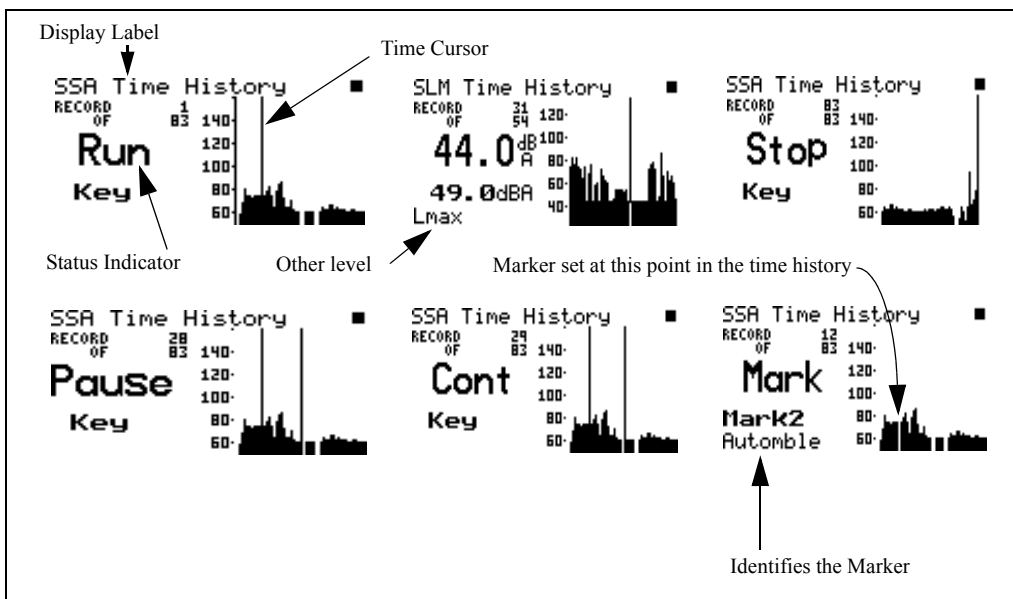 Display Label
Time Cursor
SSA Time History
RECORD 1
OF 83
Run
Key
140
120
100
80
60
SLM Time History
RECORD 31
OF 54
44.0 dB A
49.0dBA
Lmax
120
100
80
60
40
SSA Time History
RECORD 83
OF 83
Stop
Key
140
120
100
80
60
Status Indicator
Other level
Marker set at this point in the time history
SSA Time History
RECORD 28
OF 83
Pause
Key
140
120
100
80
60
SSA Time History
RECORD 29
OF 83
Cont
Key
140
120
100
80
60
SSA Time History
RECORD 12
OF 83
Mark
Mark2
Automble
140
120
100
80
60
Identifies the Marker